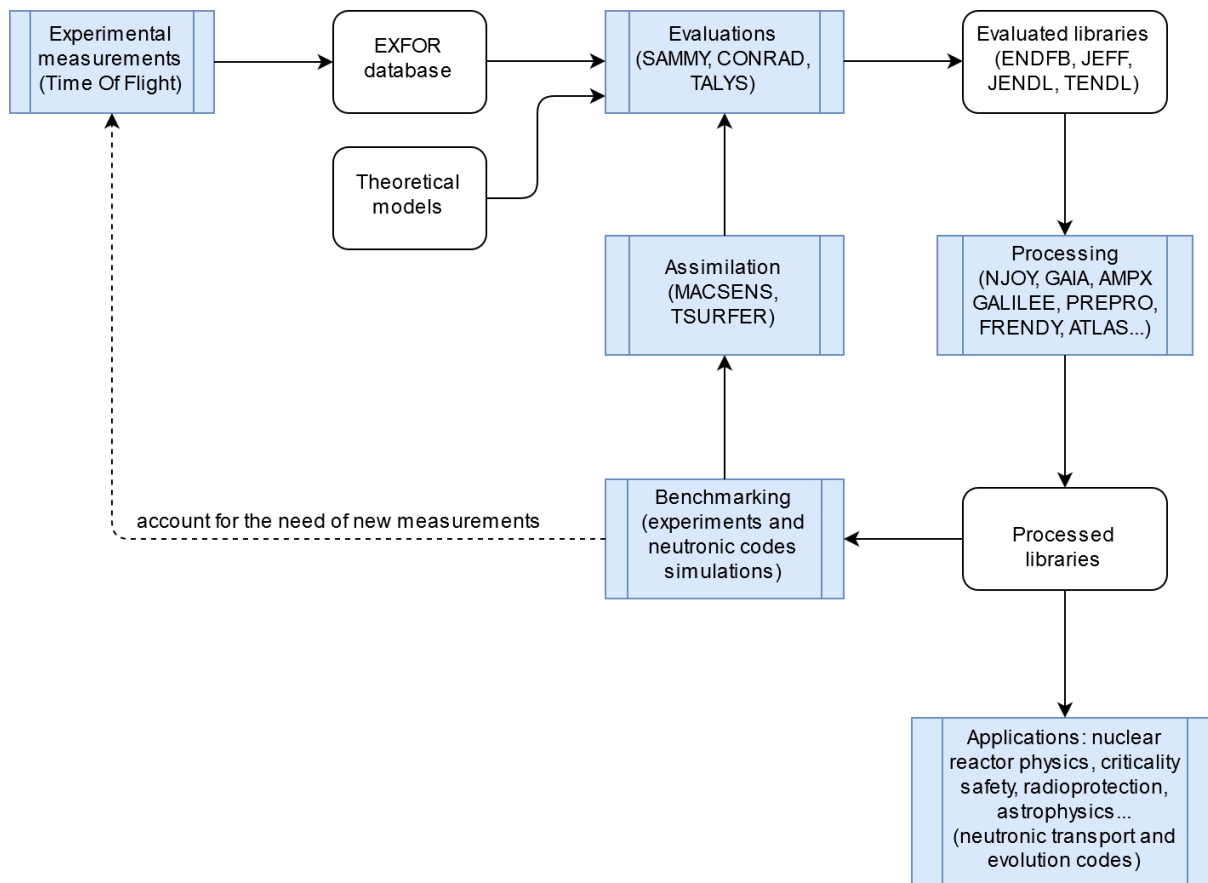 Experimental
measurements
(Time Of Flight)
EXFOR
database
Evaluations
(SAMMY, CONRAD,
TALYS)
Evaluated libraries
(ENDFB, JEFF,
JENDL, TENDL)
Theoretical
models
Assimilation
(MACSENS,
TSURFER)
Processing
(NJOY, GAIA, AMPX
GALILEE, PREPRO,
FRENDY, ATLAS...)
account for the need of new measurements
Benchmarking
(experiments and
neutronic codes
simulations)
Processed
libraries
Applications: nuclear
reactor physics, criticality
safety, radioprotection,
astrophysics...
(neutronic transport and
evolution codes)